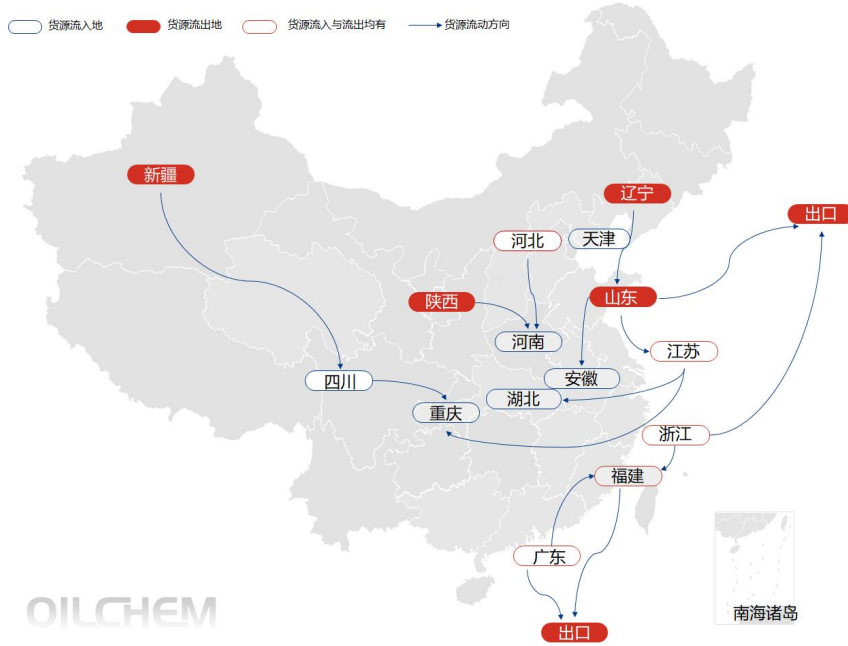 货源流入地
货源流出地
货源流入与流出均有
货源流动方向
新疆
辽宁
出口
河北
天津
陕西
山东
河南
江苏
四川
安徽
湖北
重庆
浙江
福建
广东
南海诸岛
出口
OILCHEM